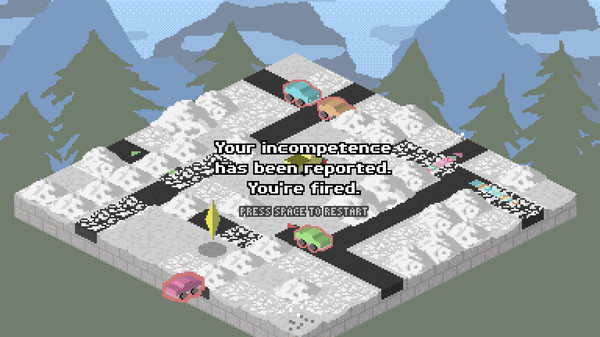 Your incompetence
has been reported.
You're fired.
PRESS SPACE TO RESTART